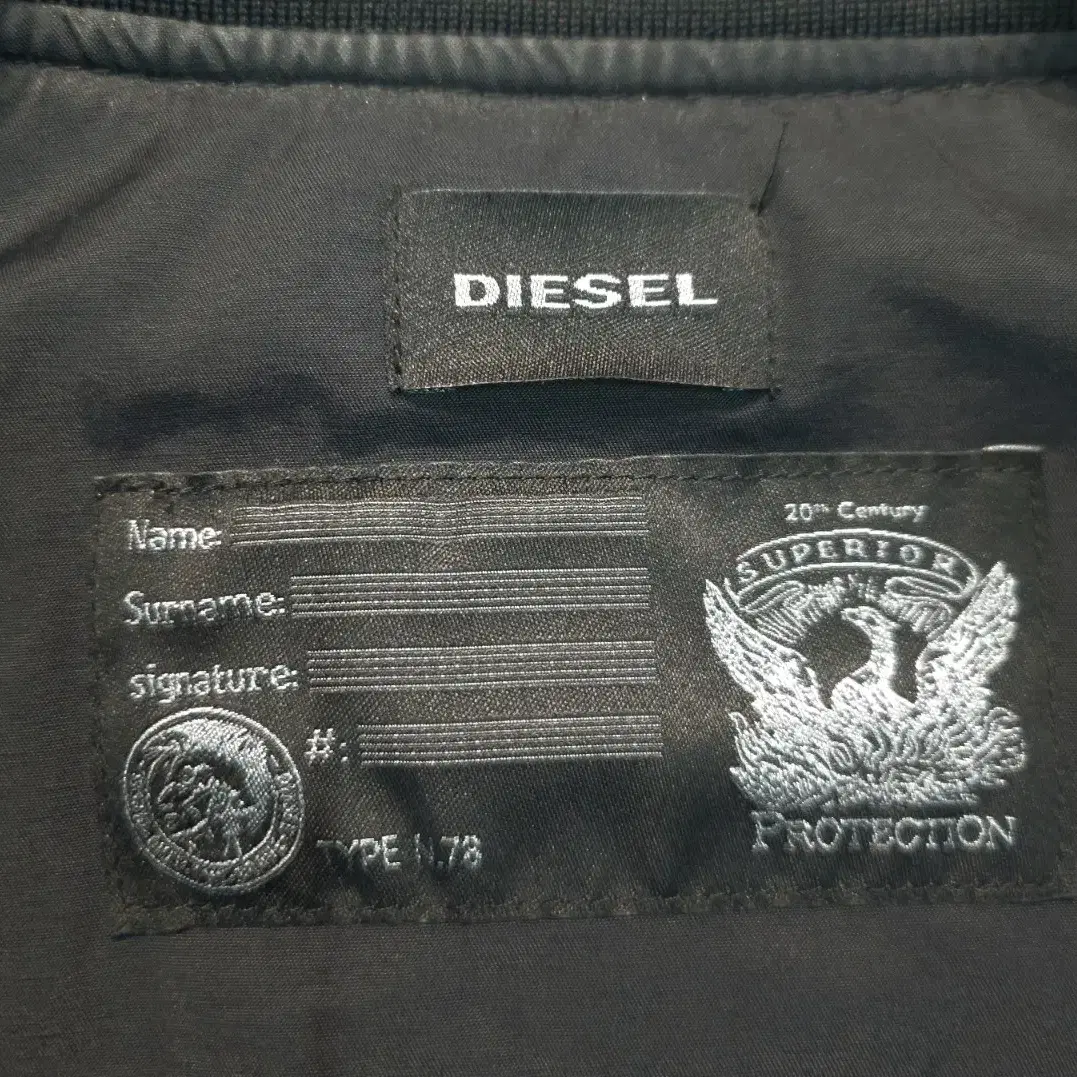 DIESEL
Name:
Surname:
signature:
#:
TYPE N.78
20th Century
SUPERIOR
PROTECTION